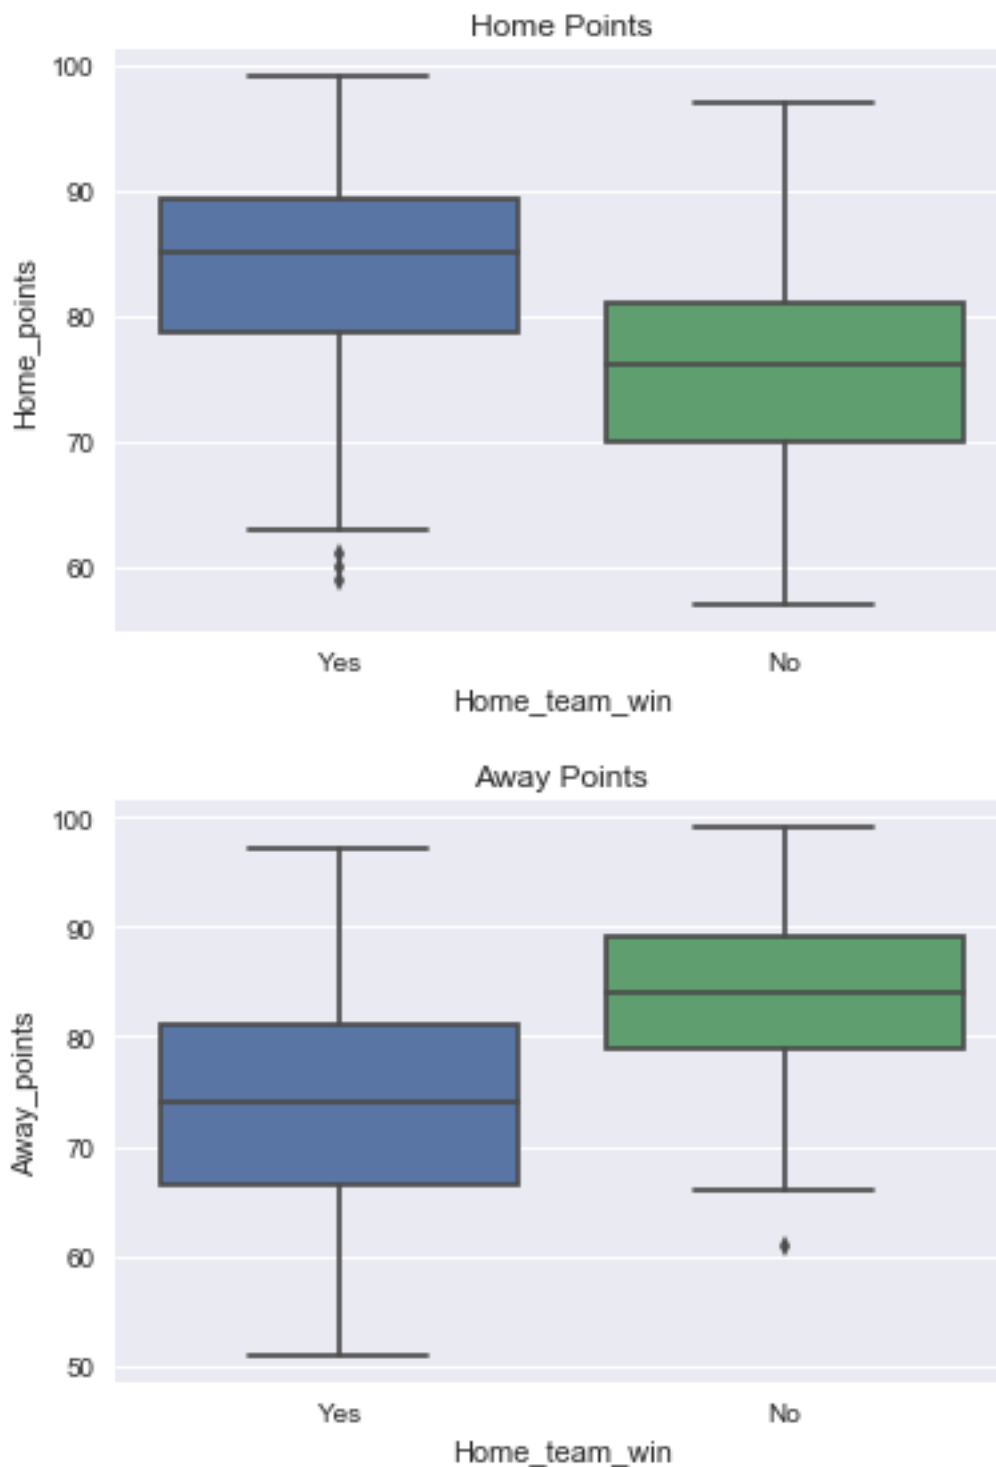 Home Points
100
90
80
70
60
Home_points
Yes No
Home_team_win
Away Points
100
90
80
70
60
50
Away_points
Yes No
Home_team_win